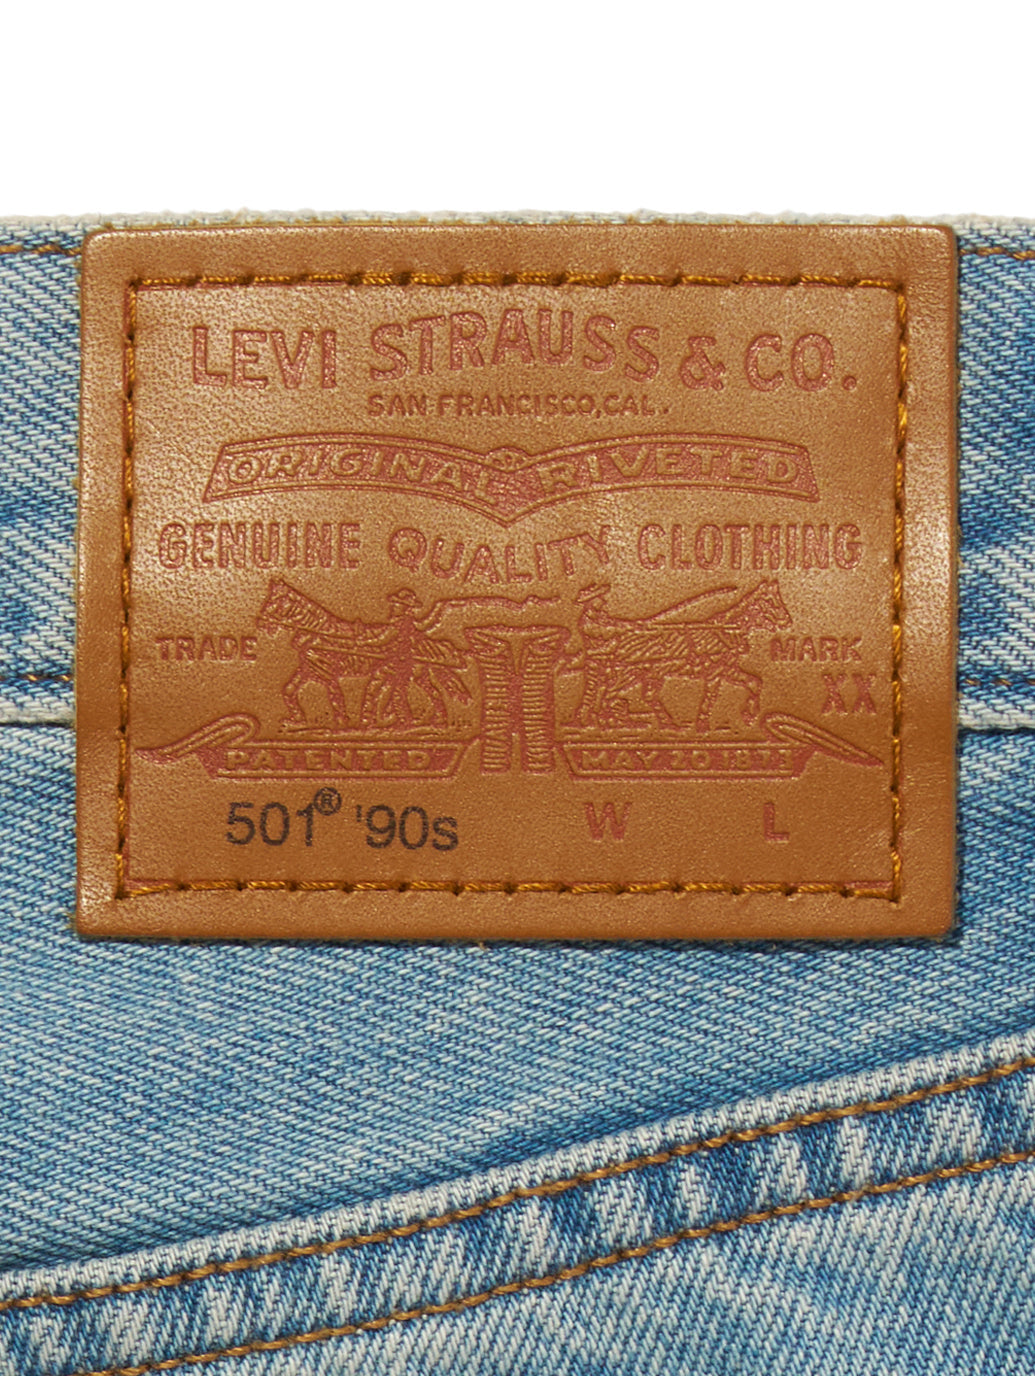 LEVI STRAUSS & CO.
SAN FRANCISCO, CAL.
ORIGINAL RIVETED
GENUINE QUALITY CLOTHING
TRADE MARK
XX
PATENTED MAY 20 1873
501® '90s W L